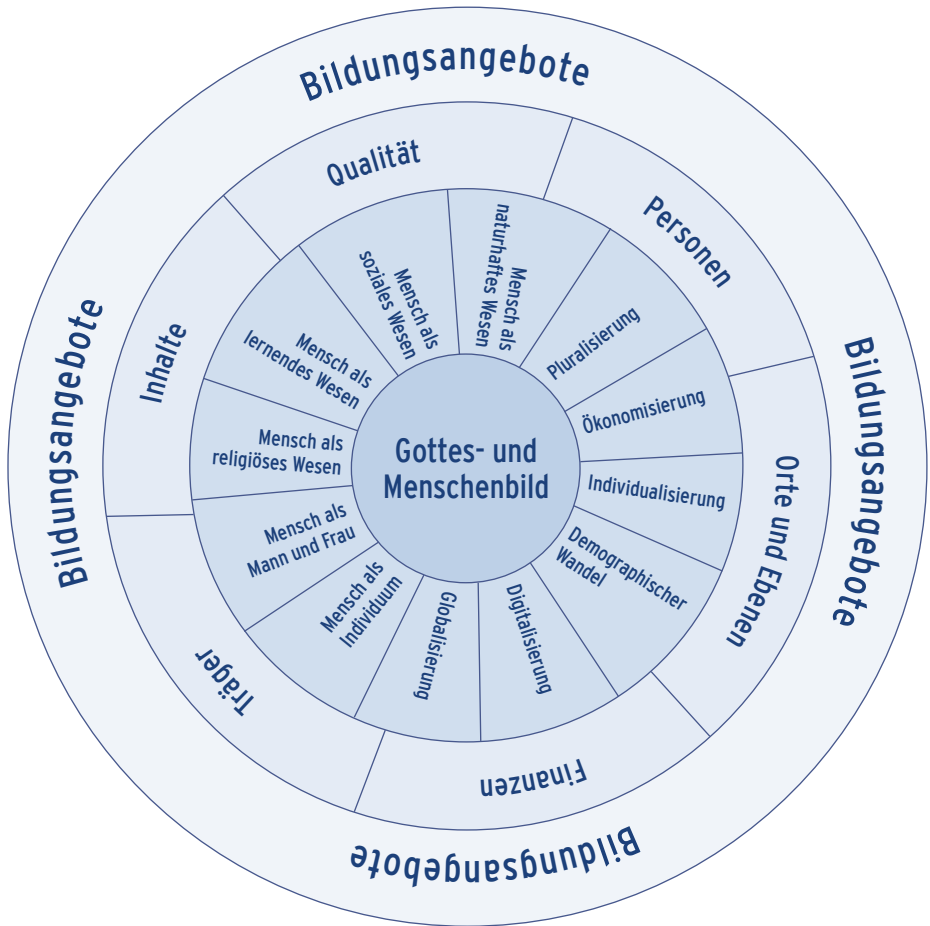 Bildungsangebote
Qualität
Personen
Orte und Ebenen
Finanzen
Träger
Inhalte
Mensch als
naturhaftes Wesen
Pluralisierung
Ökonomisierung
Individualisierung
Demographischer
Wandel
Digitalisierung
Globalisierung
Mensch als
Individuum
Mensch als
Mann und Frau
Mensch als
religiöses Wesen
Mensch als
lernendes Wesen
Mensch als
soziales Wesen
Gottes- und
Menschenbild
Bildungsangebote
Bildungsangebote
Bildungsangebote